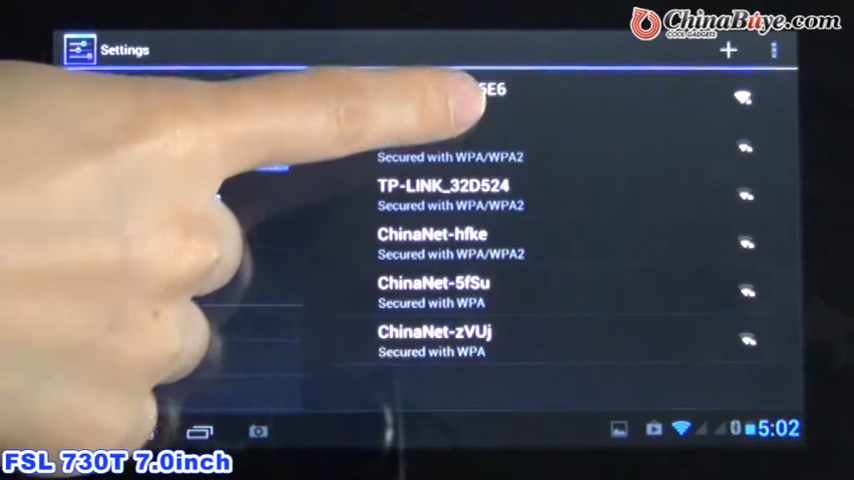 ChinaBuye.com
COOL GADGETS
Settings
Secured with WPA/WPA2
TP-LINK_32D524
Secured with WPA/WPA2
ChinaNet-hfke
Secured with WPA/WPA2
ChinaNet-5fSu
Secured with WPA
ChinaNet-zVUj
Secured with WPA
5:02
FSL 730T 7.0inch